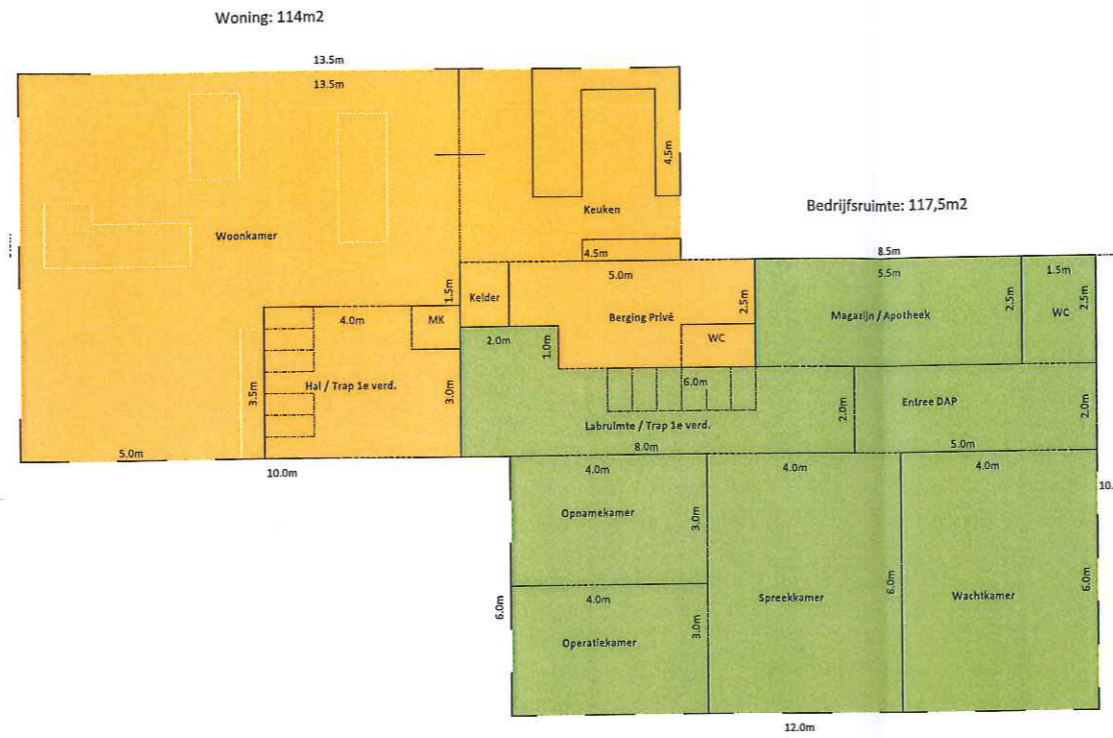 Woning: 114m2
13.5m
13.5m
4.5m
Keuken
Bedrijfsruimte: 117,5m2
Woonkamer
4.5m
8.5m
5.0m
5.5m
1.5m
1.5m
Kelder
2.5m
2.5m
2.5m
Berging Privé
Magazijn / Apotheek
WC
4.0m
MK
2.0m
1.0m
WC
Hal / Trap 1e verd.
3.5m
3.0m
6.0m
2.0m
Entree DAP
2.0m
Labruimte / Trap 1e verd.
5.0m
8.0m
5.0m
10.0m
4.0m
4.0m
4.0m
10.
Opnamekamer
3.0m
4.0m
Spreekkamer
6.0m
Wachtkamer
6.0m
6.0m
Operatiekamer
3.0m
12.0m